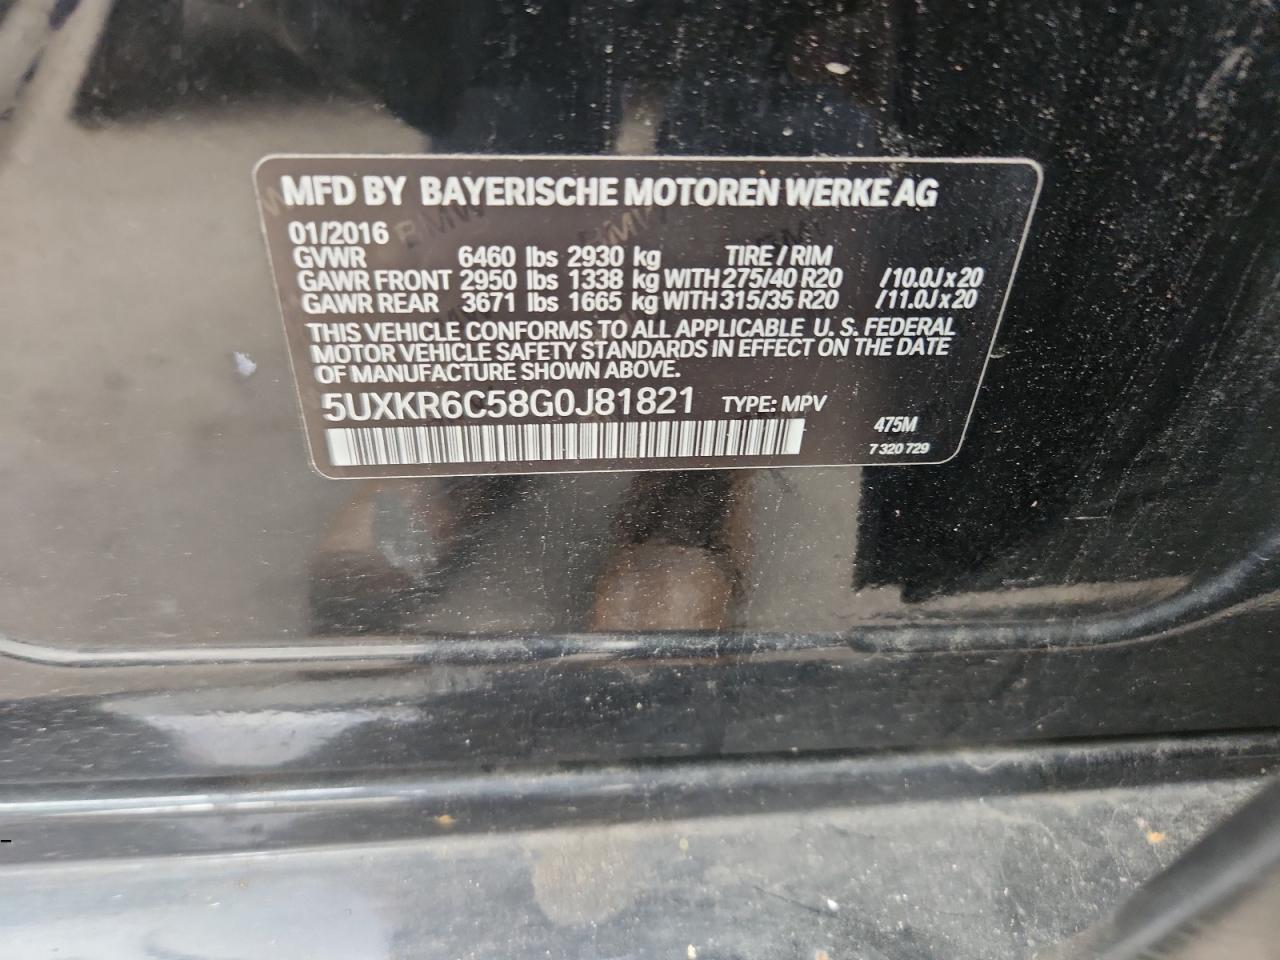 MFD BY BAYERISCHE MOTOREN WERKE AG
01/2016
GVWR 6460 lbs 2930 kg TIRE / RIM
GAWR FRONT 2950 lbs 1338 kg WITH 275/40 R20 / 10.0J x 20
GAWR REAR 3671 lbs 1665 kg WITH 315/35 R20 / 11.0J x 20
THIS VEHICLE CONFORMS TO ALL APPLICABLE U. S. FEDERAL
MOTOR VEHICLE SAFETY STANDARDS IN EFFECT ON THE DATE
OF MANUFACTURE SHOWN ABOVE.
5UXKR6C58G0J81821 TYPE: MPV
475M
7 320 729